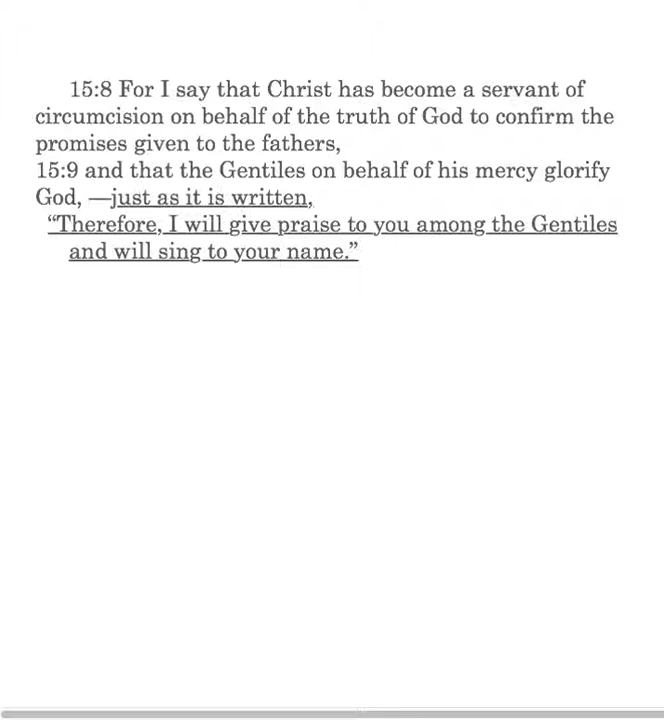 15:8 For I say that Christ has become a servant of
circumcision on behalf of the truth of God to confirm the
promises given to the fathers,
15:9 and that the Gentiles on behalf of his mercy glorify
God, —just as it is written,
“Therefore, I will give praise to you among the Gentiles
and will sing to your name.”